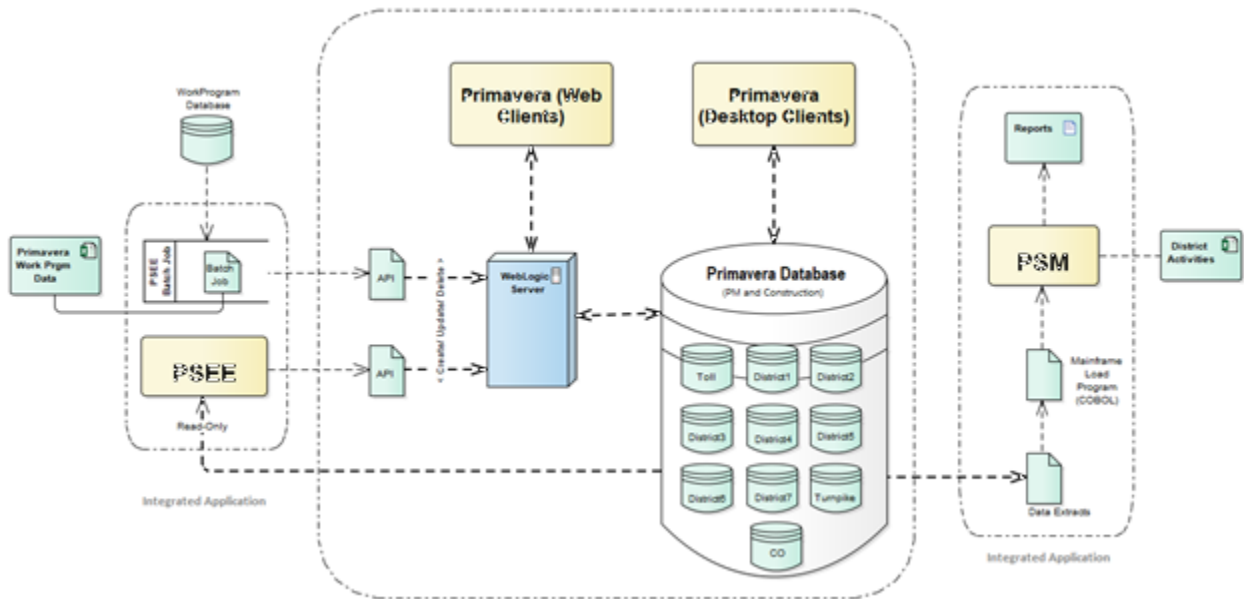 WorkProgram
Database
Primavera
Work Prgm
Data
PSEE
Batch Job
Batch
Job
PSEE
Read-Only
Integrated Application
API
API
< Create/ Update/ Delete >
Primavera (Web
Clients)
Primavera
(Desktop Clients)
WebLogic
Server
Primavera Database
(PM and Construction)
Toll
District1
District2
District3
District4
District5
District6
District7
Turnpike
CO
Reports
PSM
District
Activities
Mainframe
Load
Program
(COBOL)
Data Extracts
Integrated Application